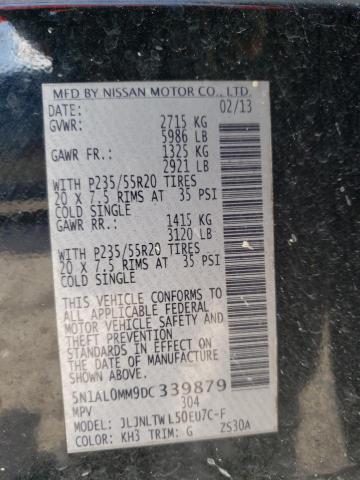 MFD BY NISSAN MOTOR CO., LTD.
DATE: 02/13
GVWR: 2715 KG
5986 LB
GAWR FR.: 1325 KG
2921 LB
WITH P235/55R20 TIRES
20 X 7.5 RIMS AT 35 PSI
COLD SINGLE
GAWR RR.: 1415 KG
3120 LB
WITH P235/55R20 TIRES
20 X 7.5 RIMS AT 35 PSI
COLD SINGLE
THIS VEHICLE CONFORMS TO
ALL APPLICABLE FEDERAL
MOTOR VEHICLE SAFETY AND
THEFT PREVENTION
STANDARDS IN EFFECT ON
THE DATE OF MANUFACTURE
SHOWN ABOVE.
5N1AL0MM9DC339879
MPV 304
MODEL: JLJNLTWL50EU7C-F
COLOR: KH3 TRIM: G ZS30A